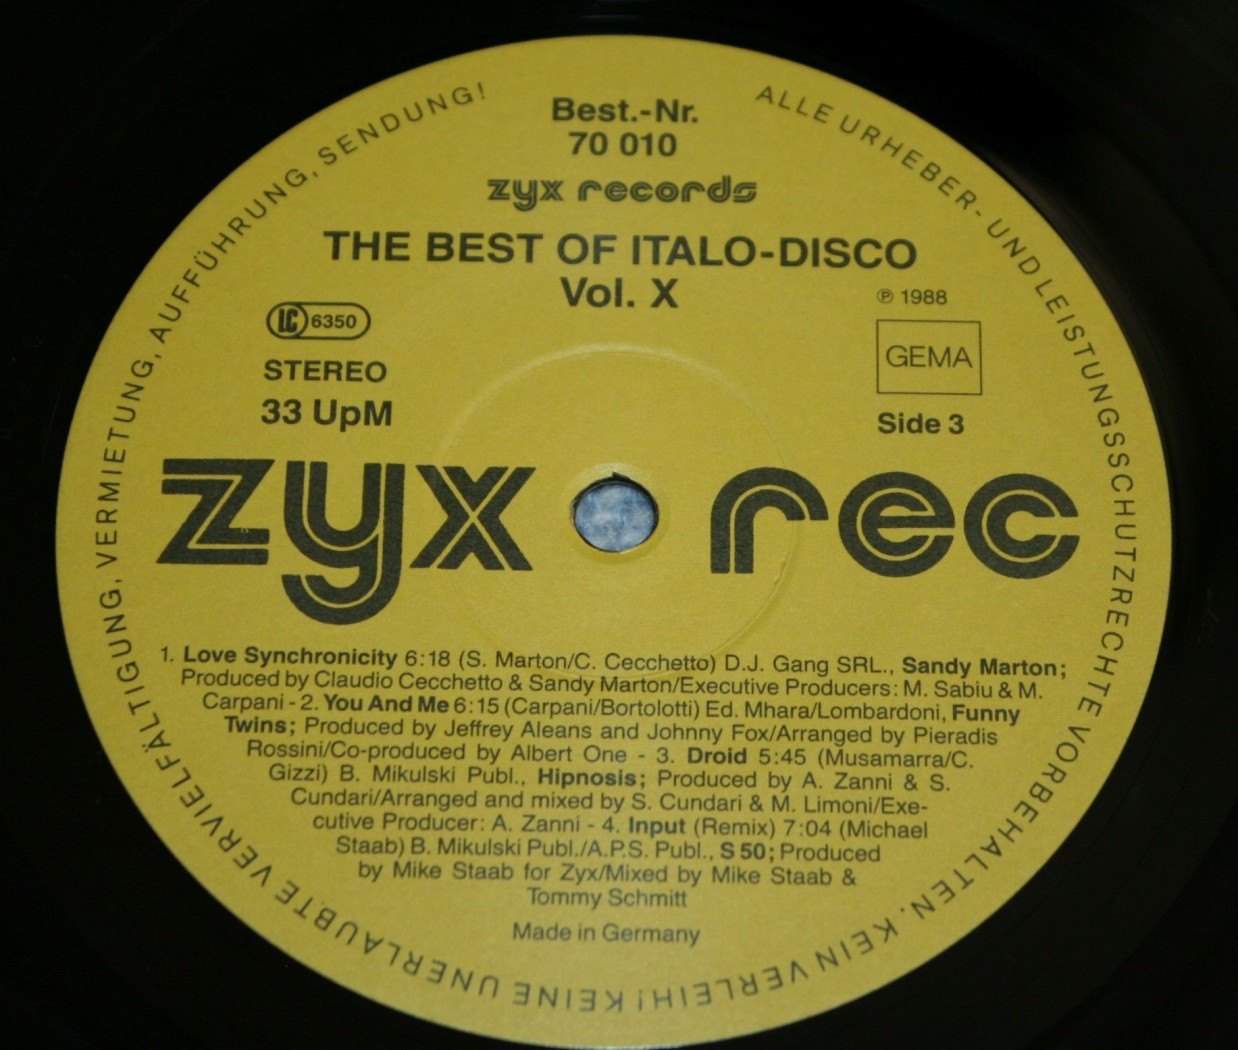 Best.-Nr.
70 010
zyx records
THE BEST OF ITALO-DISCO
Vol. X
℗ 1988
LC 6350
GEMA
STEREO
33 UpM
Side 3
zyx rec
1. Love Synchronicity 6:18 (S. Marton/C. Cecchetto) D.J. Gang SRL., Sandy Marton;
Produced by Claudio Cecchetto & Sandy Marton/Executive Producers: M. Sabiu & M.
Carpani - 2. You And Me 6:15 (Carpani/Bortolotti) Ed. Mhara/Lombardoni, Funny
Twins; Produced by Jeffrey Aleans and Johnny Fox/Arranged by Pieradis
Rossini/Co-produced by Albert One - 3. Droid 5:45 (Musamarra/C.
Gizzi) B. Mikulski Publ., Hipnosis; Produced by A. Zanni & S.
Cundari/Arranged and mixed by S. Cundari & M. Limoni/Exe-
cutive Producer: A. Zanni - 4. Input (Remix) 7:04 (Michael
Staab) B. Mikulski Publ./A.P.S. Publ., S 50; Produced
by Mike Staab for Zyx/Mixed by Mike Staab &
Tommy Schmitt
Made in Germany
ALLE URHEBER- UND LEISTUNGSSCHUTZRECHTE VORBEHALTEN. KEIN VERLEIH! KEINE UNERLAUBTE VERVIELFÄLTIGUNG, VERMIETUNG, AUFFÜHRUNG, SENDUNG!